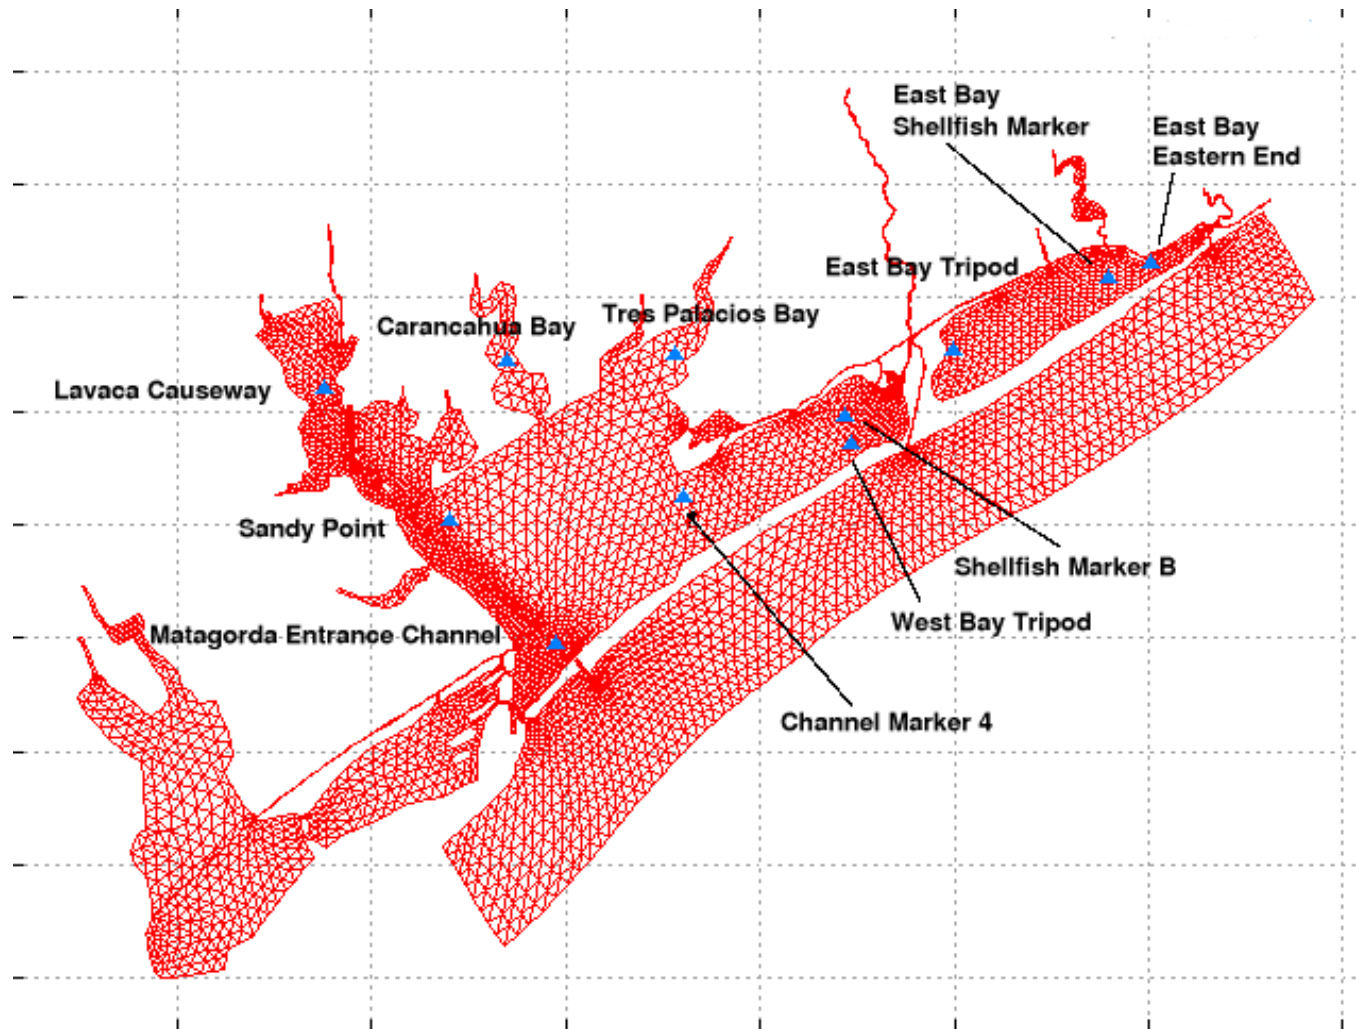 East Bay
Shellfish Marker
East Bay
Eastern End
East Bay Tripod
Tres Palacios Bay
Carancahua Bay
Lavaca Causeway
Sandy Point
Shellfish Marker B
West Bay Tripod
Matagorda Entrance Channel
Channel Marker 4